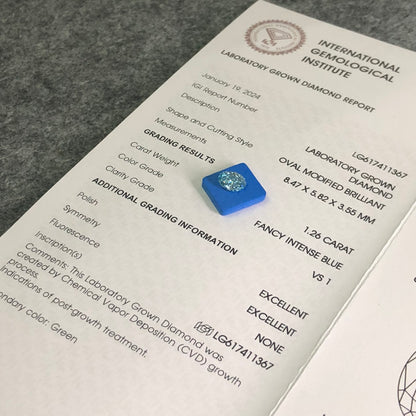 INTERNATIONAL
GEMOLOGICAL
INSTITUTE
LABORATORY GROWN DIAMOND REPORT
January 19, 2024
IGI Report Number LG617411367
Description LABORATORY GROWN
DIAMOND
Shape and Cutting Style OVAL MODIFIED BRILLIANT
Measurements 8.47 X 5.82 X 3.55 MM
GRADING RESULTS
Carat Weight 1.26 CARAT
Color Grade FANCY INTENSE BLUE
Clarity Grade VS 1
ADDITIONAL GRADING INFORMATION
Polish EXCELLENT
Symmetry EXCELLENT
Fluorescence NONE
Inscription(s) LG617411367
Comments: This Laboratory Grown Diamond was
created by Chemical Vapor Deposition (CVD) growth
process.
indications of post-growth treatment.
ndary color: Green